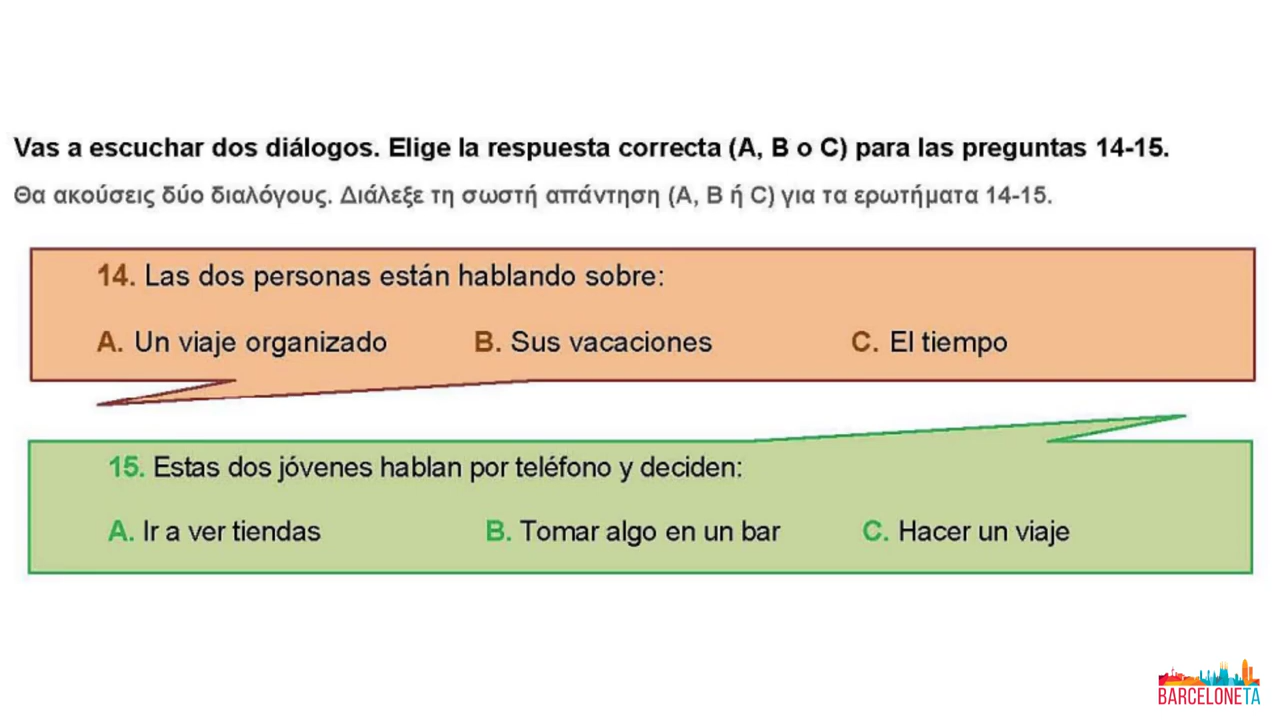 Vas a escuchar dos diálogos. Elige la respuesta correcta (A, B o C) para las preguntas 14-15.
Θα ακούσεις δύο διαλόγους. Διάλεξε τη σωστή απάντηση (A, B ή C) για τα ερωτήματα 14-15.
14. Las dos personas están hablando sobre:
A. Un viaje organizado B. Sus vacaciones C. El tiempo
15. Estas dos jóvenes hablan por teléfono y deciden:
A. Ir a ver tiendas B. Tomar algo en un bar C. Hacer un viaje
BARCELONETA